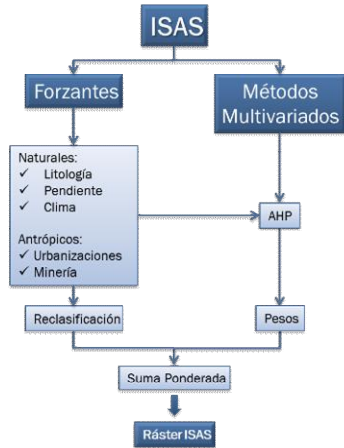 ISAS
Forzantes
Métodos
Multivariados
Naturales:
✓ Litología
✓ Pendiente
✓ Clima
Antrópicos:
✓ Urbanizaciones
✓ Minería
AHP
Reclasificación
Pesos
Suma Ponderada
Ráster ISAS